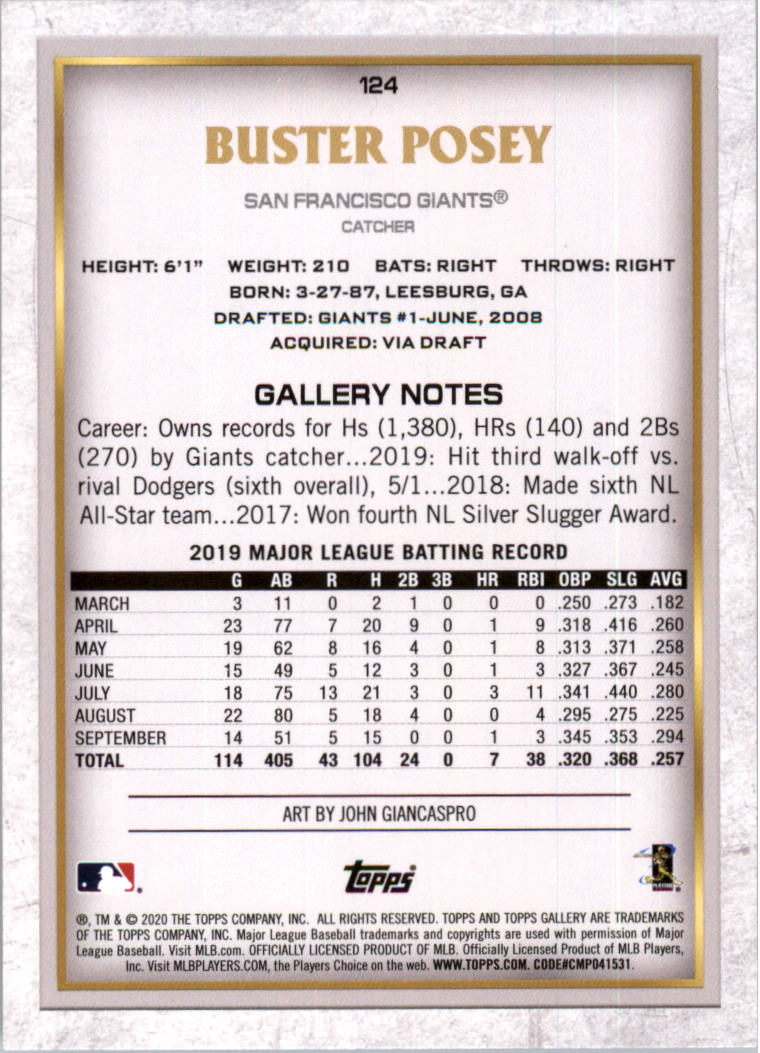 124
BUSTER POSEY
SAN FRANCISCO GIANTS®
CATCHER
HEIGHT: 6'1" WEIGHT: 210 BATS: RIGHT THROWS: RIGHT
BORN: 3-27-87, LEESBURG, GA
DRAFTED: GIANTS #1-JUNE, 2008
ACQUIRED: VIA DRAFT
GALLERY NOTES
Career: Owns records for Hs (1,380), HRs (140) and 2Bs
(270) by Giants catcher...2019: Hit third walk-off vs.
rival Dodgers (sixth overall), 5/1...2018: Made sixth NL
All-Star team...2017: Won fourth NL Silver Slugger Award.
2019 MAJOR LEAGUE BATTING RECORD
G AB R H 2B 3B HR RBI OBP SLG AVG
MARCH 3 11 0 2 1 0 0 0 .250 .273 .182
APRIL 23 77 7 20 9 0 1 9 .318 .416 .260
MAY 19 62 8 16 4 0 1 8 .313 .371 .258
JUNE 15 49 5 12 3 0 1 3 .327 .367 .245
JULY 18 75 13 21 3 0 3 11 .341 .440 .280
AUGUST 22 80 5 18 4 0 0 4 .295 .275 .225
SEPTEMBER 14 51 5 15 0 0 1 3 .345 .353 .294
TOTAL 114 405 43 104 24 0 7 38 .320 .368 .257
ART BY JOHN GIANCASPRO
topps
PLAYERS
®, TM & © 2020 THE TOPPS COMPANY, INC. ALL RIGHTS RESERVED. TOPPS AND TOPPS GALLERY ARE TRADEMARKS
OF THE TOPPS COMPANY, INC. Major League Baseball trademarks and copyrights are used with permission of Major
League Baseball. Visit MLB.com. OFFICIALLY LICENSED PRODUCT OF MLB. Officially Licensed Product of MLB Players,
Inc. Visit MLBPLAYERS.COM, the Players Choice on the web. WWW.TOPPS.COM. CODE#CMP041531.